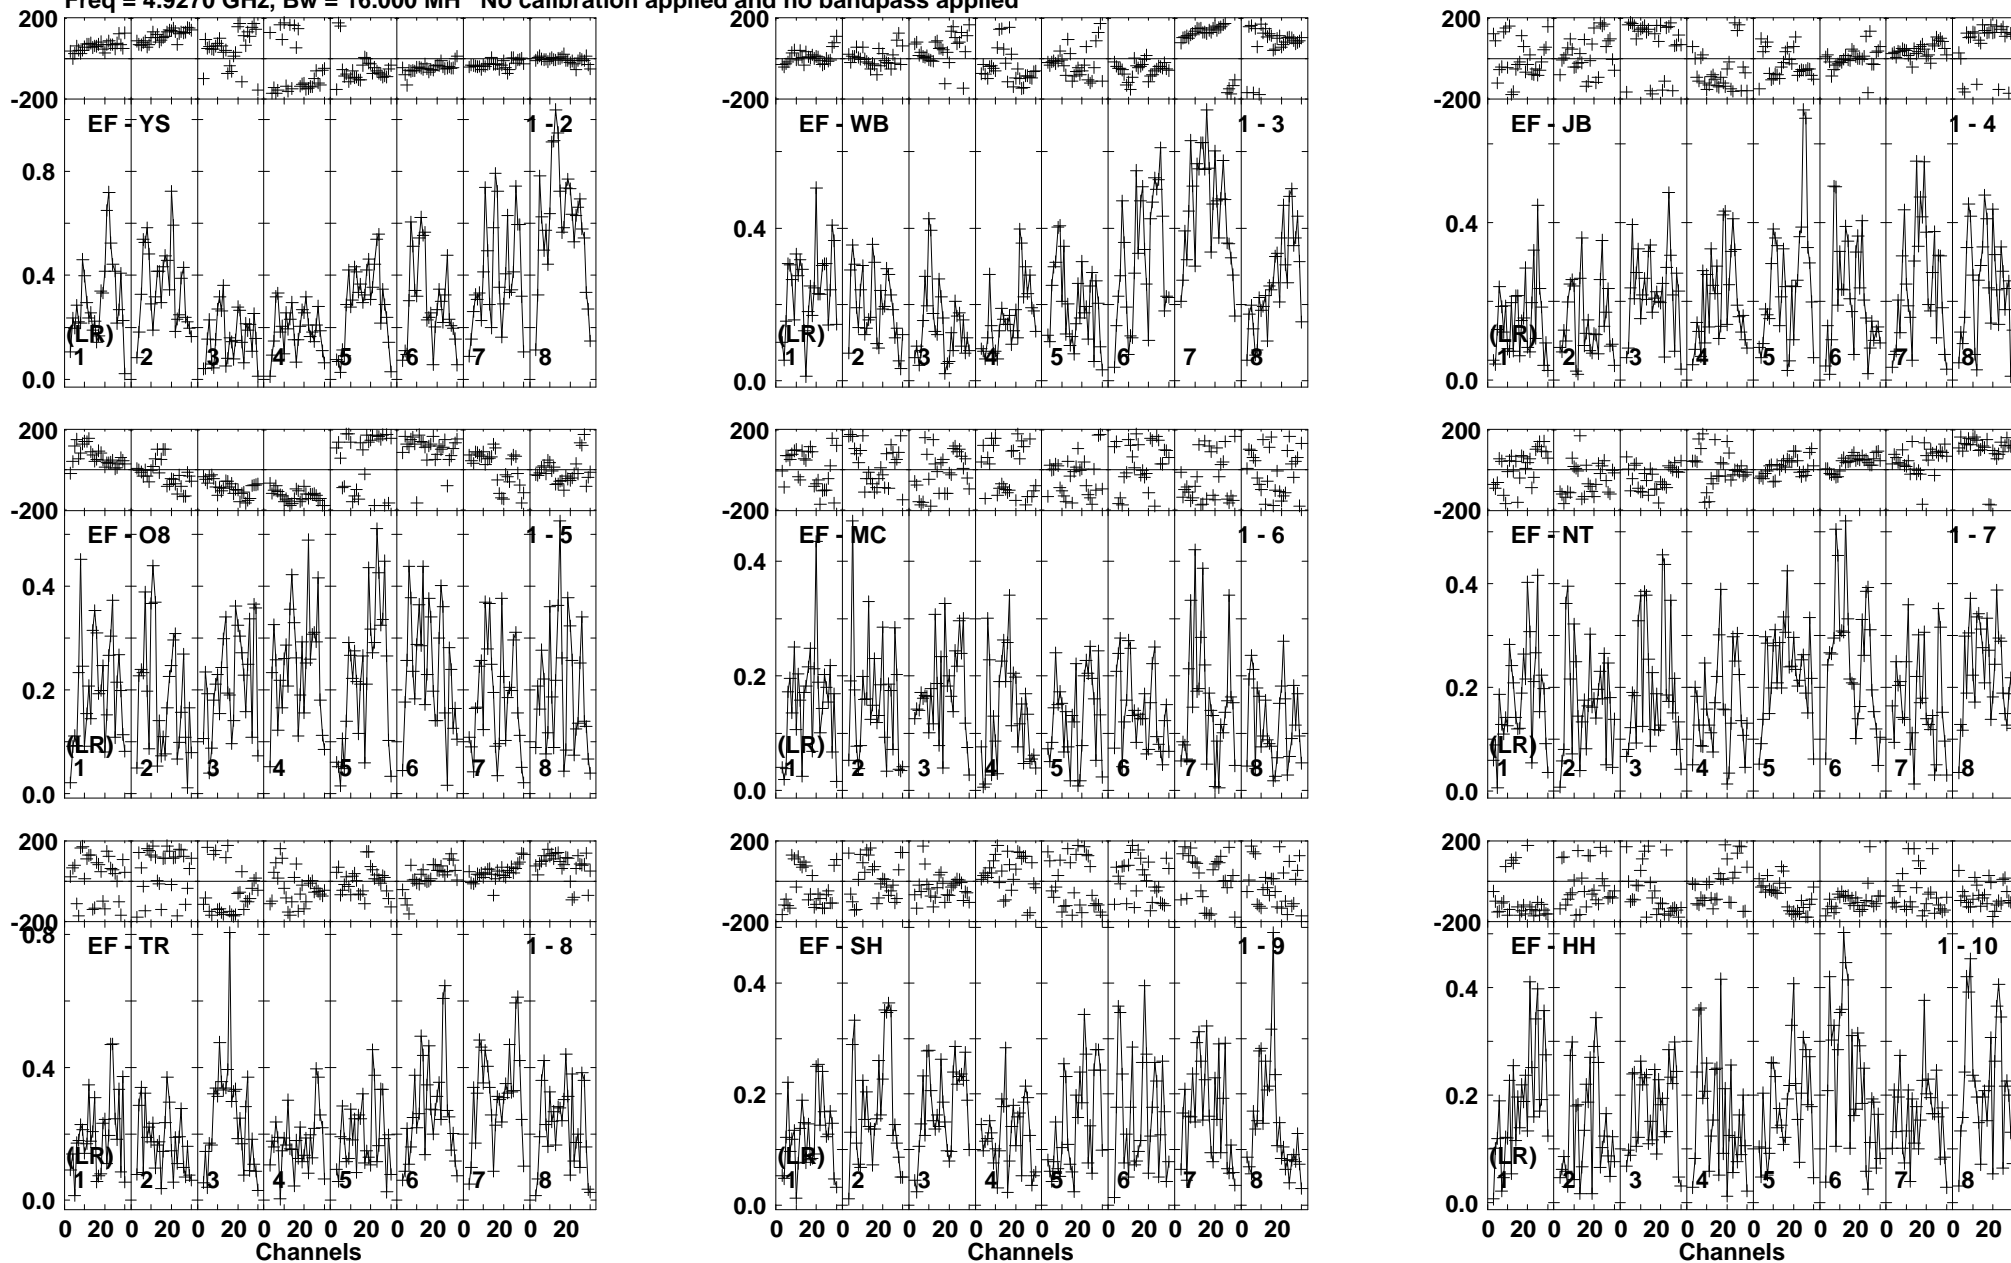 Freq = 4.9270 GHz, Bw = 16.000 MH No calibration applied and no bandpass applied
200 200 200
-200 -200 -200
EF - YS 1 - 2 EF - WB 1 - 3 EF - JB 1 - 4
0.8
0.4 0.4
0.4
(LR) (LR) (LR)
1 2 3 4 5 6 7 8 1 2 3 4 5 6 7 8 1 2 3 4 5 6 7 8
0.0 0.0 0.0
200 200 200
-200 -200 -200
EF - O8 1 - 5 EF - MC 1 - 6 EF - NT 1 - 7
0.4 0.4 0.4
0.2 0.2 0.2
(LR) (LR) (LR)
1 2 3 4 5 6 7 8 1 2 3 4 5 6 7 8 1 2 3 4 5 6 7 8
0.0 0.0 0.0
200 200 200
-200 -200 -200
0.8
EF - TR 1 - 8 EF - SH 1 - 9 EF - HH 1 - 10
0.4 0.4
0.4 0.2 0.2
(LR) (LR) (LR)
1 2 3 4 5 6 7 8 1 2 3 4 5 6 7 8 1 2 3 4 5 6 7 8
0.0 0.0 0.0
0 20 0 20 0 20 0 20 0 20 0 20 0 20 0 20 0 20 0 20 0 20 0 20 0 20 0 20 0 20 0 20 0 20 0 20 0 20 0 20 0 20 0 20 0 20 0 20
Channels Channels Channels